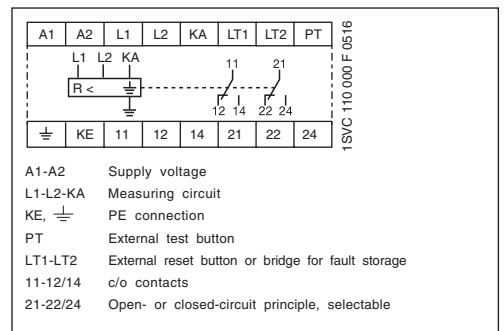 A1 A2 L1 L2 KA LT1 LT2 PT
L1 L2 KA
11 21
R <
12 14 22 24
⏚ KE 11 12 14 21 22 24
1SVC 110 000 F 0516
A1-A2 Supply voltage
L1-L2-KA Measuring circuit
KE, ⏚ PE connection
PT External test button
LT1-LT2 External reset button or bridge for fault storage
11-12/14 c/o contacts
21-22/24 Open- or closed-circuit principle, selectable